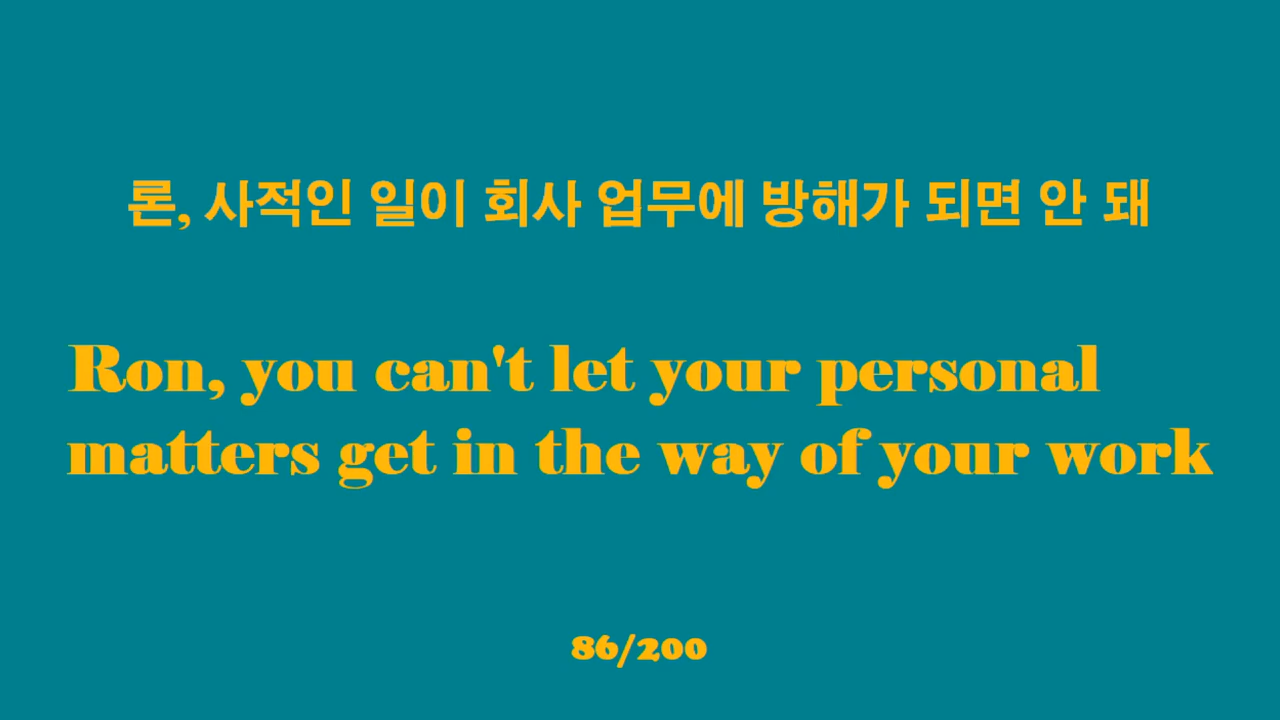 론, 사적인 일이 회사 업무에 방해가 되면 안 돼
Ron, you can't let your personal
matters get in the way of your work
86/200